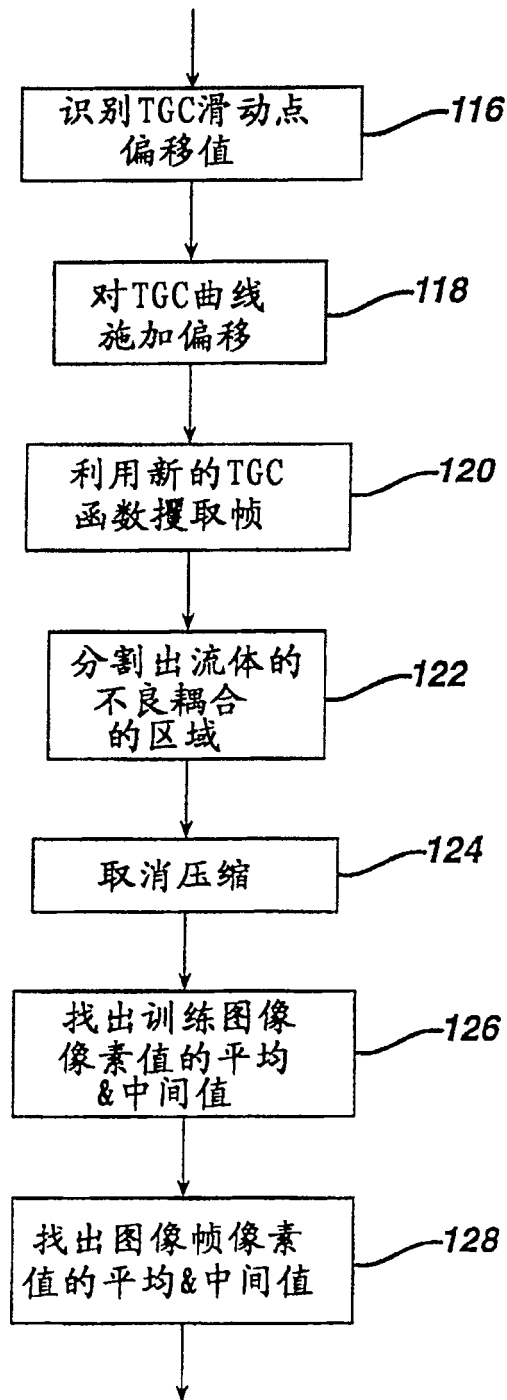 识别TGC滑动点
偏移值
116
对TGC曲线
施加偏移
118
利用新的TGC
函数攫取帧
120
分割出流体的
不良耦合
的区域
122
取消压缩
124
找出训练图像
像素值的平均
&中间值
126
找出图像帧像素
值的平均&中间值
128